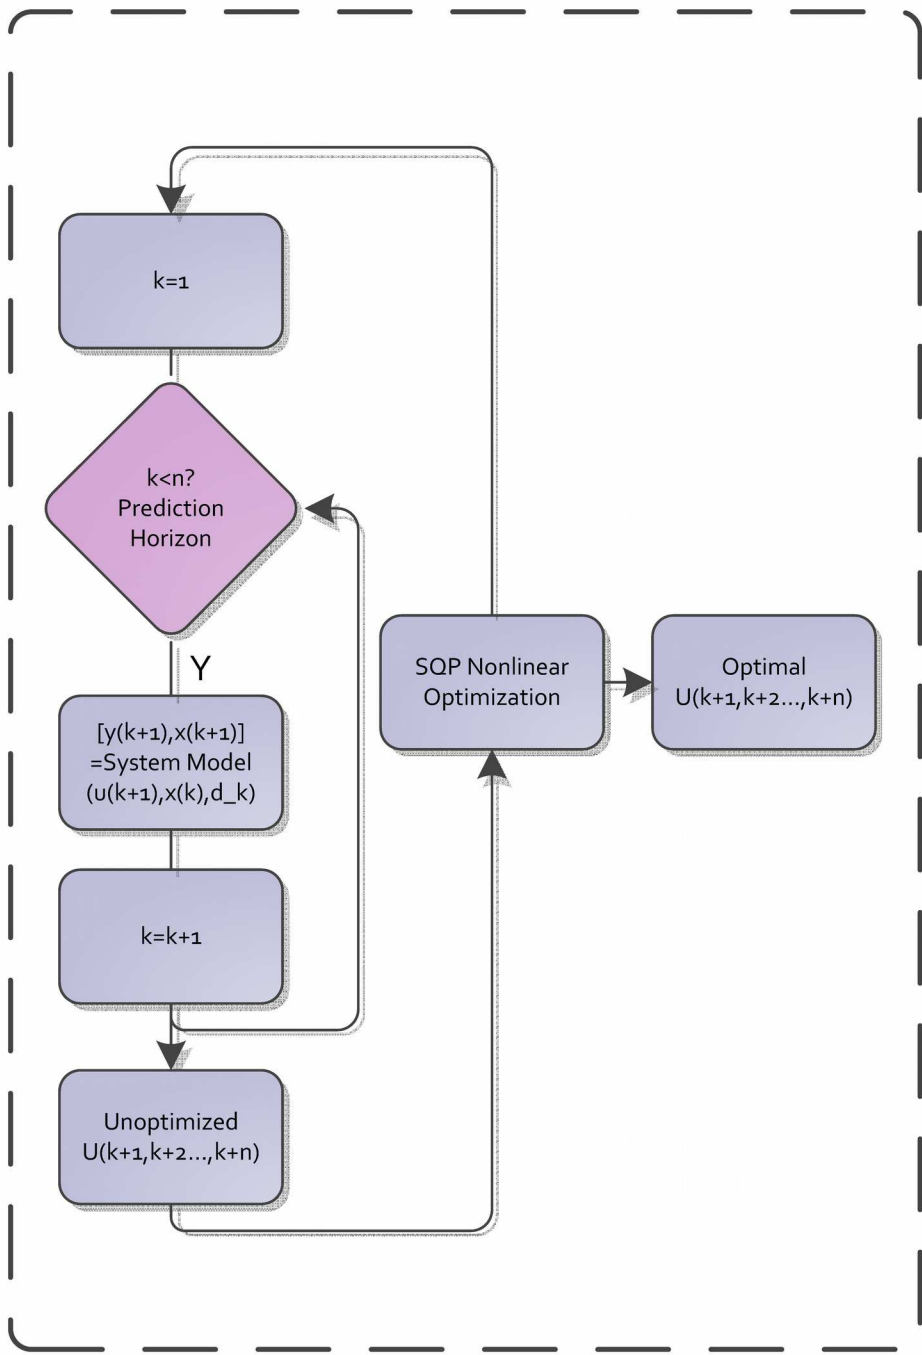 k=1
k<n?
Prediction
Horizon
Y
[y(k+1),x(k+1)]
=System Model
(u(k+1),x(k),d_k)
k=k+1
Unoptimized
U(k+1,k+2...,k+n)
SQP Nonlinear
Optimization
Optimal
U(k+1,k+2...,k+n)